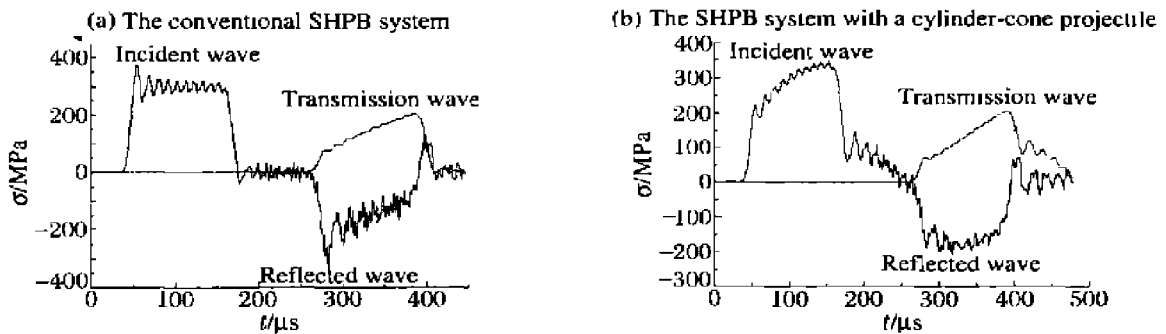 (a) The conventional SHPB system
400
Incident wave
200
Transmission wave
0
−200
−400
Reflected wave
σ/MPa
0 100 200 300 400
t/μs
(b) The SHPB system with a cylinder-cone projectile
400
Incident wave
300
200
Transmission wave
100
0
−100
−200
Reflected wave
−300
σ/MPa
0 100 200 300 400 500
t/μs